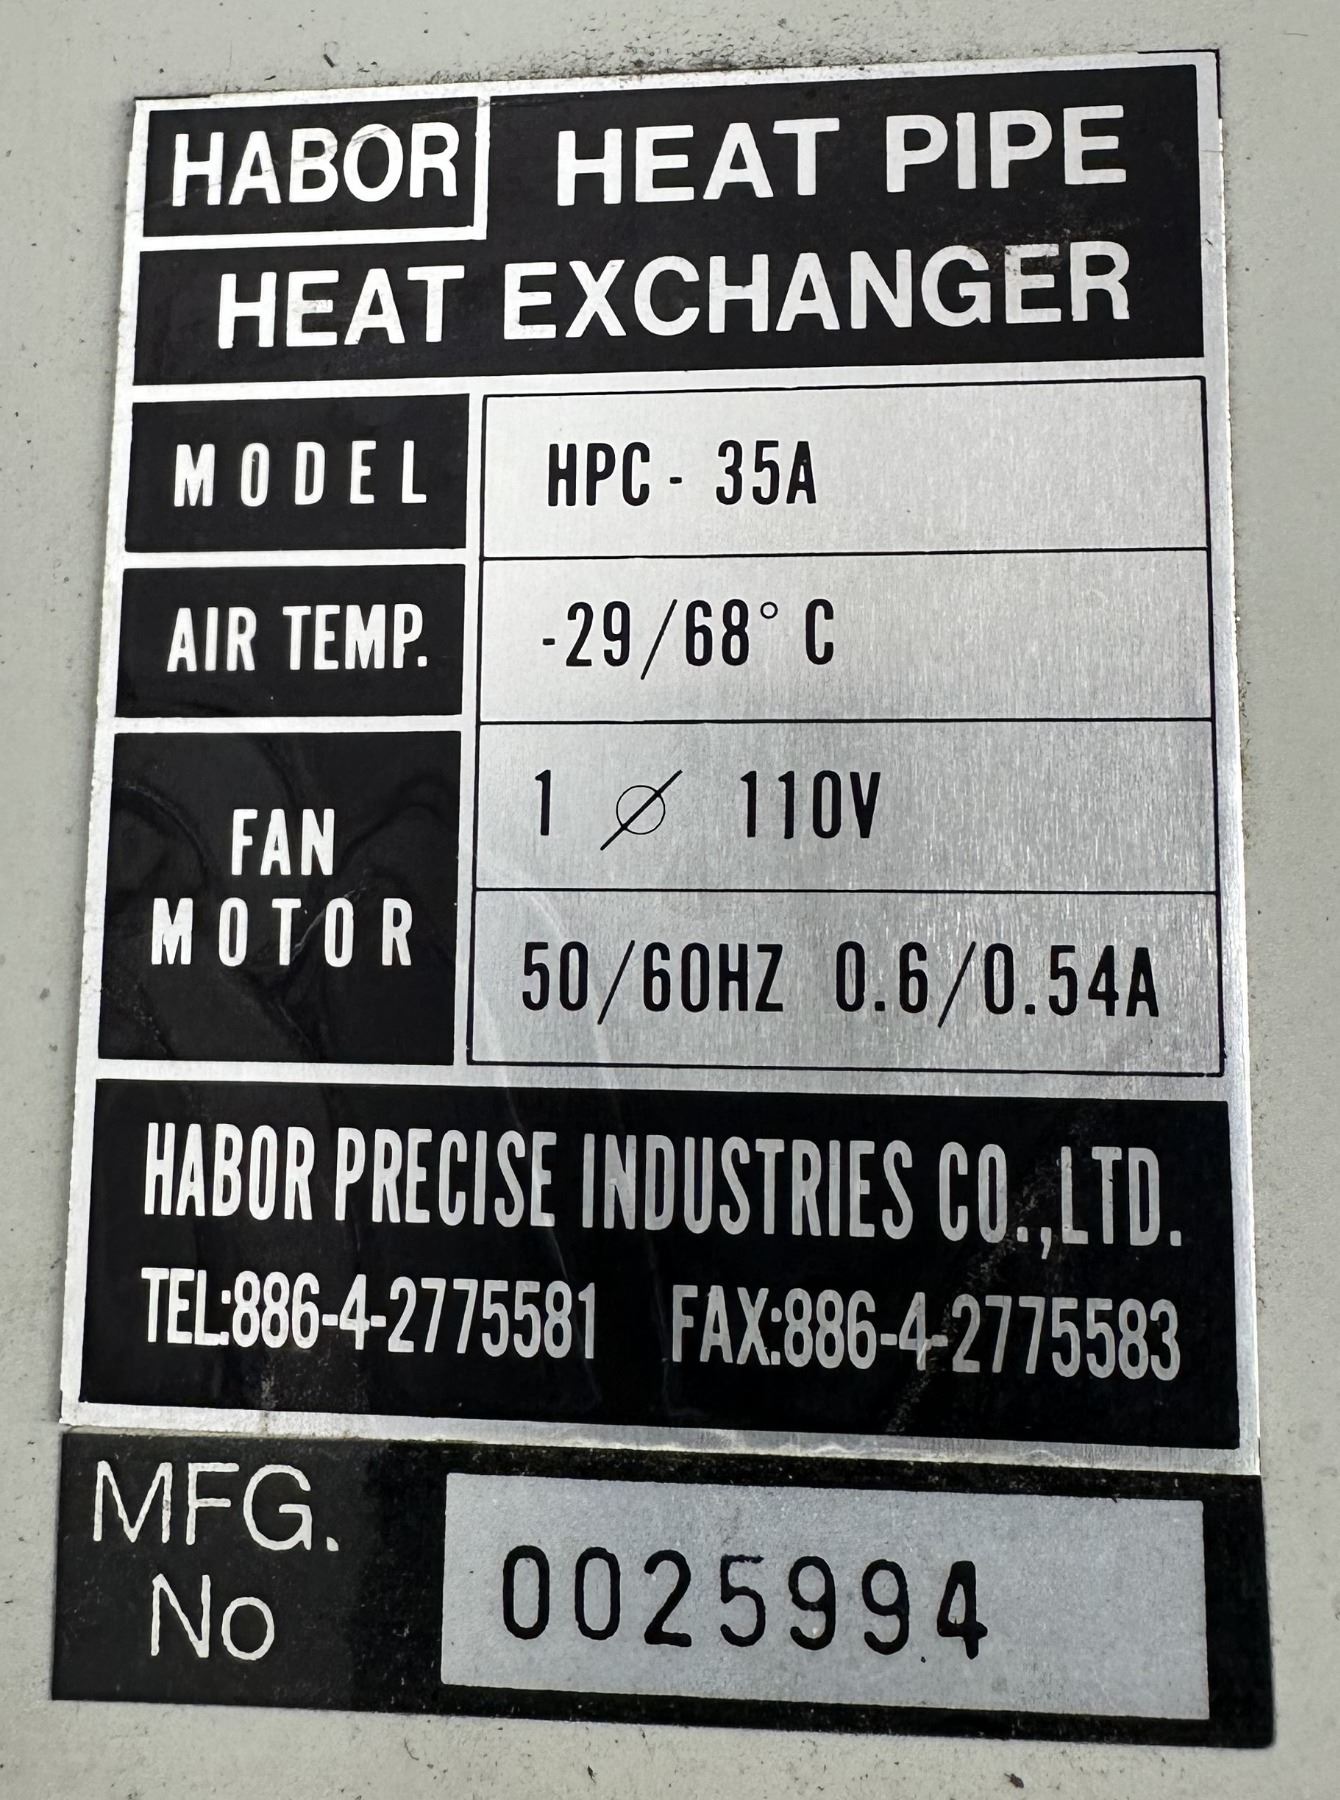 HABOR HEAT PIPE
HEAT EXCHANGER
MODEL HPC - 35A
AIR TEMP. -29/68° C
FAN
MOTOR
1 ∅ 110V
50/60HZ 0.6/0.54A
HABOR PRECISE INDUSTRIES CO.,LTD.
TEL:886-4-2775581 FAX:886-4-2775583
MFG.
No
0025994